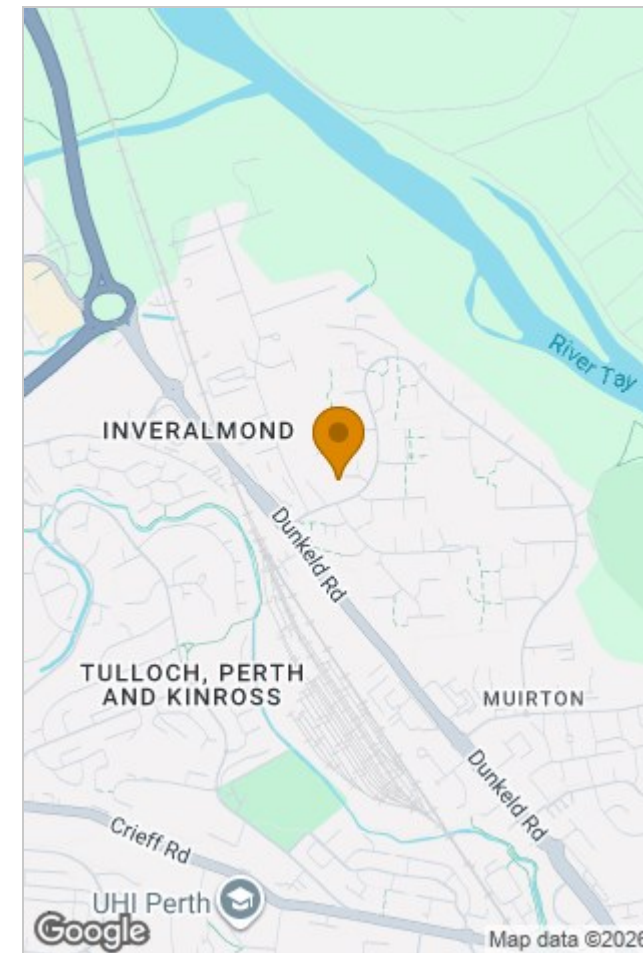 River Tay
INVERALMOND
Dunkeld Rd
TULLOCH, PERTH
AND KINROSS
MUIRTON
Dunkeld Rd
Crieff Rd
UHI Perth
Google
Map data ©2026